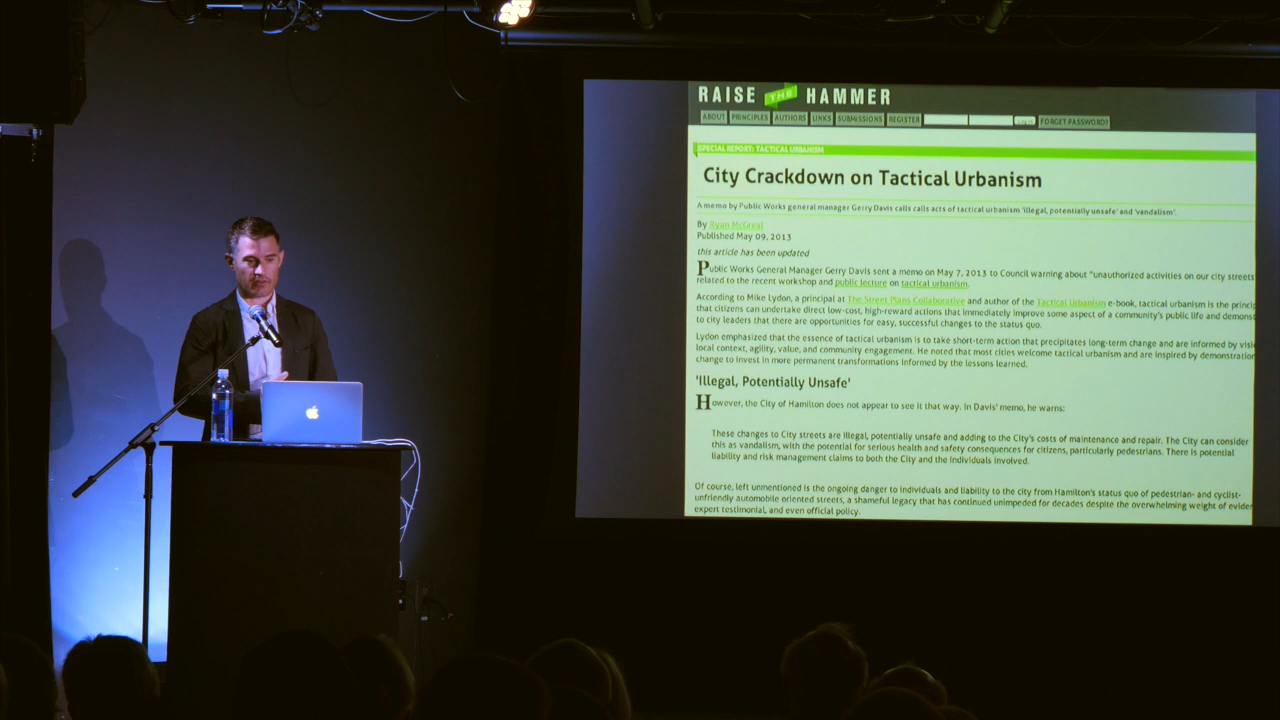 RAISE THE HAMMER
ABOUT PRINCIPLES AUTHORS LINKS SUBMISSIONS REGISTER Log In FORGET PASSWORD?
SPECIAL REPORT: TACTICAL URBANISM
City Crackdown on Tactical Urbanism
A memo by Public Works general manager Gerry Davis calls calls acts of tactical urbanism 'illegal, potentially unsafe' and 'vandalism'.
By Ryan McGreal
Published May 09, 2013
this article has been updated
Public Works General Manager Gerry Davis sent a memo on May 7, 2013 to Council warning about "unauthorized activities on our city streets
related to the recent workshop and public lecture on tactical urbanism.
According to Mike Lydon, a principal at The Street Plans Collaborative and author of the Tactical Urbanism e-book, tactical urbanism is the princip
that citizens can undertake direct low-cost, high-reward actions that immediately improve some aspect of a community's public life and demons
to city leaders that there are opportunities for easy, successful changes to the status quo.
Lydon emphasized that the essence of tactical urbanism is to take short-term action that precipitates long-term change and are informed by visi
local context, agility, value, and community engagement. He noted that most cities welcome tactical urbanism and are inspired by demonstration
change to invest in more permanent transformations informed by the lessons learned.
'Illegal, Potentially Unsafe'
However, the City of Hamilton does not appear to see it that way. In Davis' memo, he warns:
These changes to City streets are illegal, potentially unsafe and adding to the City's costs of maintenance and repair. The City can consider
this as vandalism, with the potential for serious health and safety consequences for citizens, particularly pedestrians. There is potential
liability and risk management claims to both the City and the individuals involved.
Of course, left unmentioned is the ongoing danger to individuals and liability to the city from Hamilton's status quo of pedestrian- and cyclist-
unfriendly automobile oriented streets, a shameful legacy that has continued unimpeded for decades despite the overwhelming weight of eviden
expert testimonial, and even official policy.